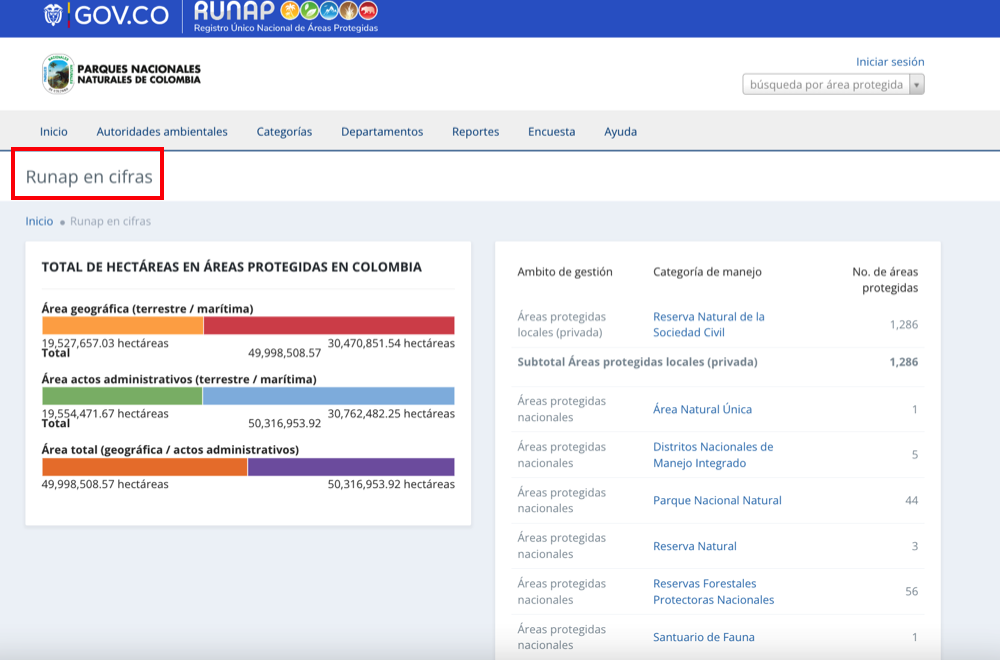 GOV.CO
RUNAP
Registro Único Nacional de Áreas Protegidas
PARQUES NACIONALES
NATURALES DE COLOMBIA
Iniciar sesión
búsqueda por área protegida
Inicio Autoridades ambientales Categorías Departamentos Reportes Encuesta Ayuda
Runap en cifras
Inicio Runap en cifras
TOTAL DE HECTÁREAS EN ÁREAS PROTEGIDAS EN COLOMBIA
Área geográfica (terrestre / marítima)
19,527,657.03 hectáreas 30,470,851.54 hectáreas
Total 49,998,508.57
Área actos administrativos (terrestre / marítima)
19,554,471.67 hectáreas 30,762,482.25 hectáreas
Total 50,316,953.92
Área total (geográfica / actos administrativos)
49,998,508.57 hectáreas 50,316,953.92 hectáreas
Ambito de gestión Categoría de manejo No. de áreas
protegidas
Áreas protegidas Reserva Natural de la
locales (privada) Sociedad Civil 1,286
Subtotal Áreas protegidas locales (privada) 1,286
Áreas protegidas
nacionales Área Natural Única 1
Áreas protegidas Distritos Nacionales de
nacionales Manejo Integrado 5
Áreas protegidas
nacionales Parque Nacional Natural 44
Áreas protegidas
nacionales Reserva Natural 3
Áreas protegidas Reservas Forestales
nacionales Protectoras Nacionales 56
Áreas protegidas
nacionales Santuario de Fauna 1